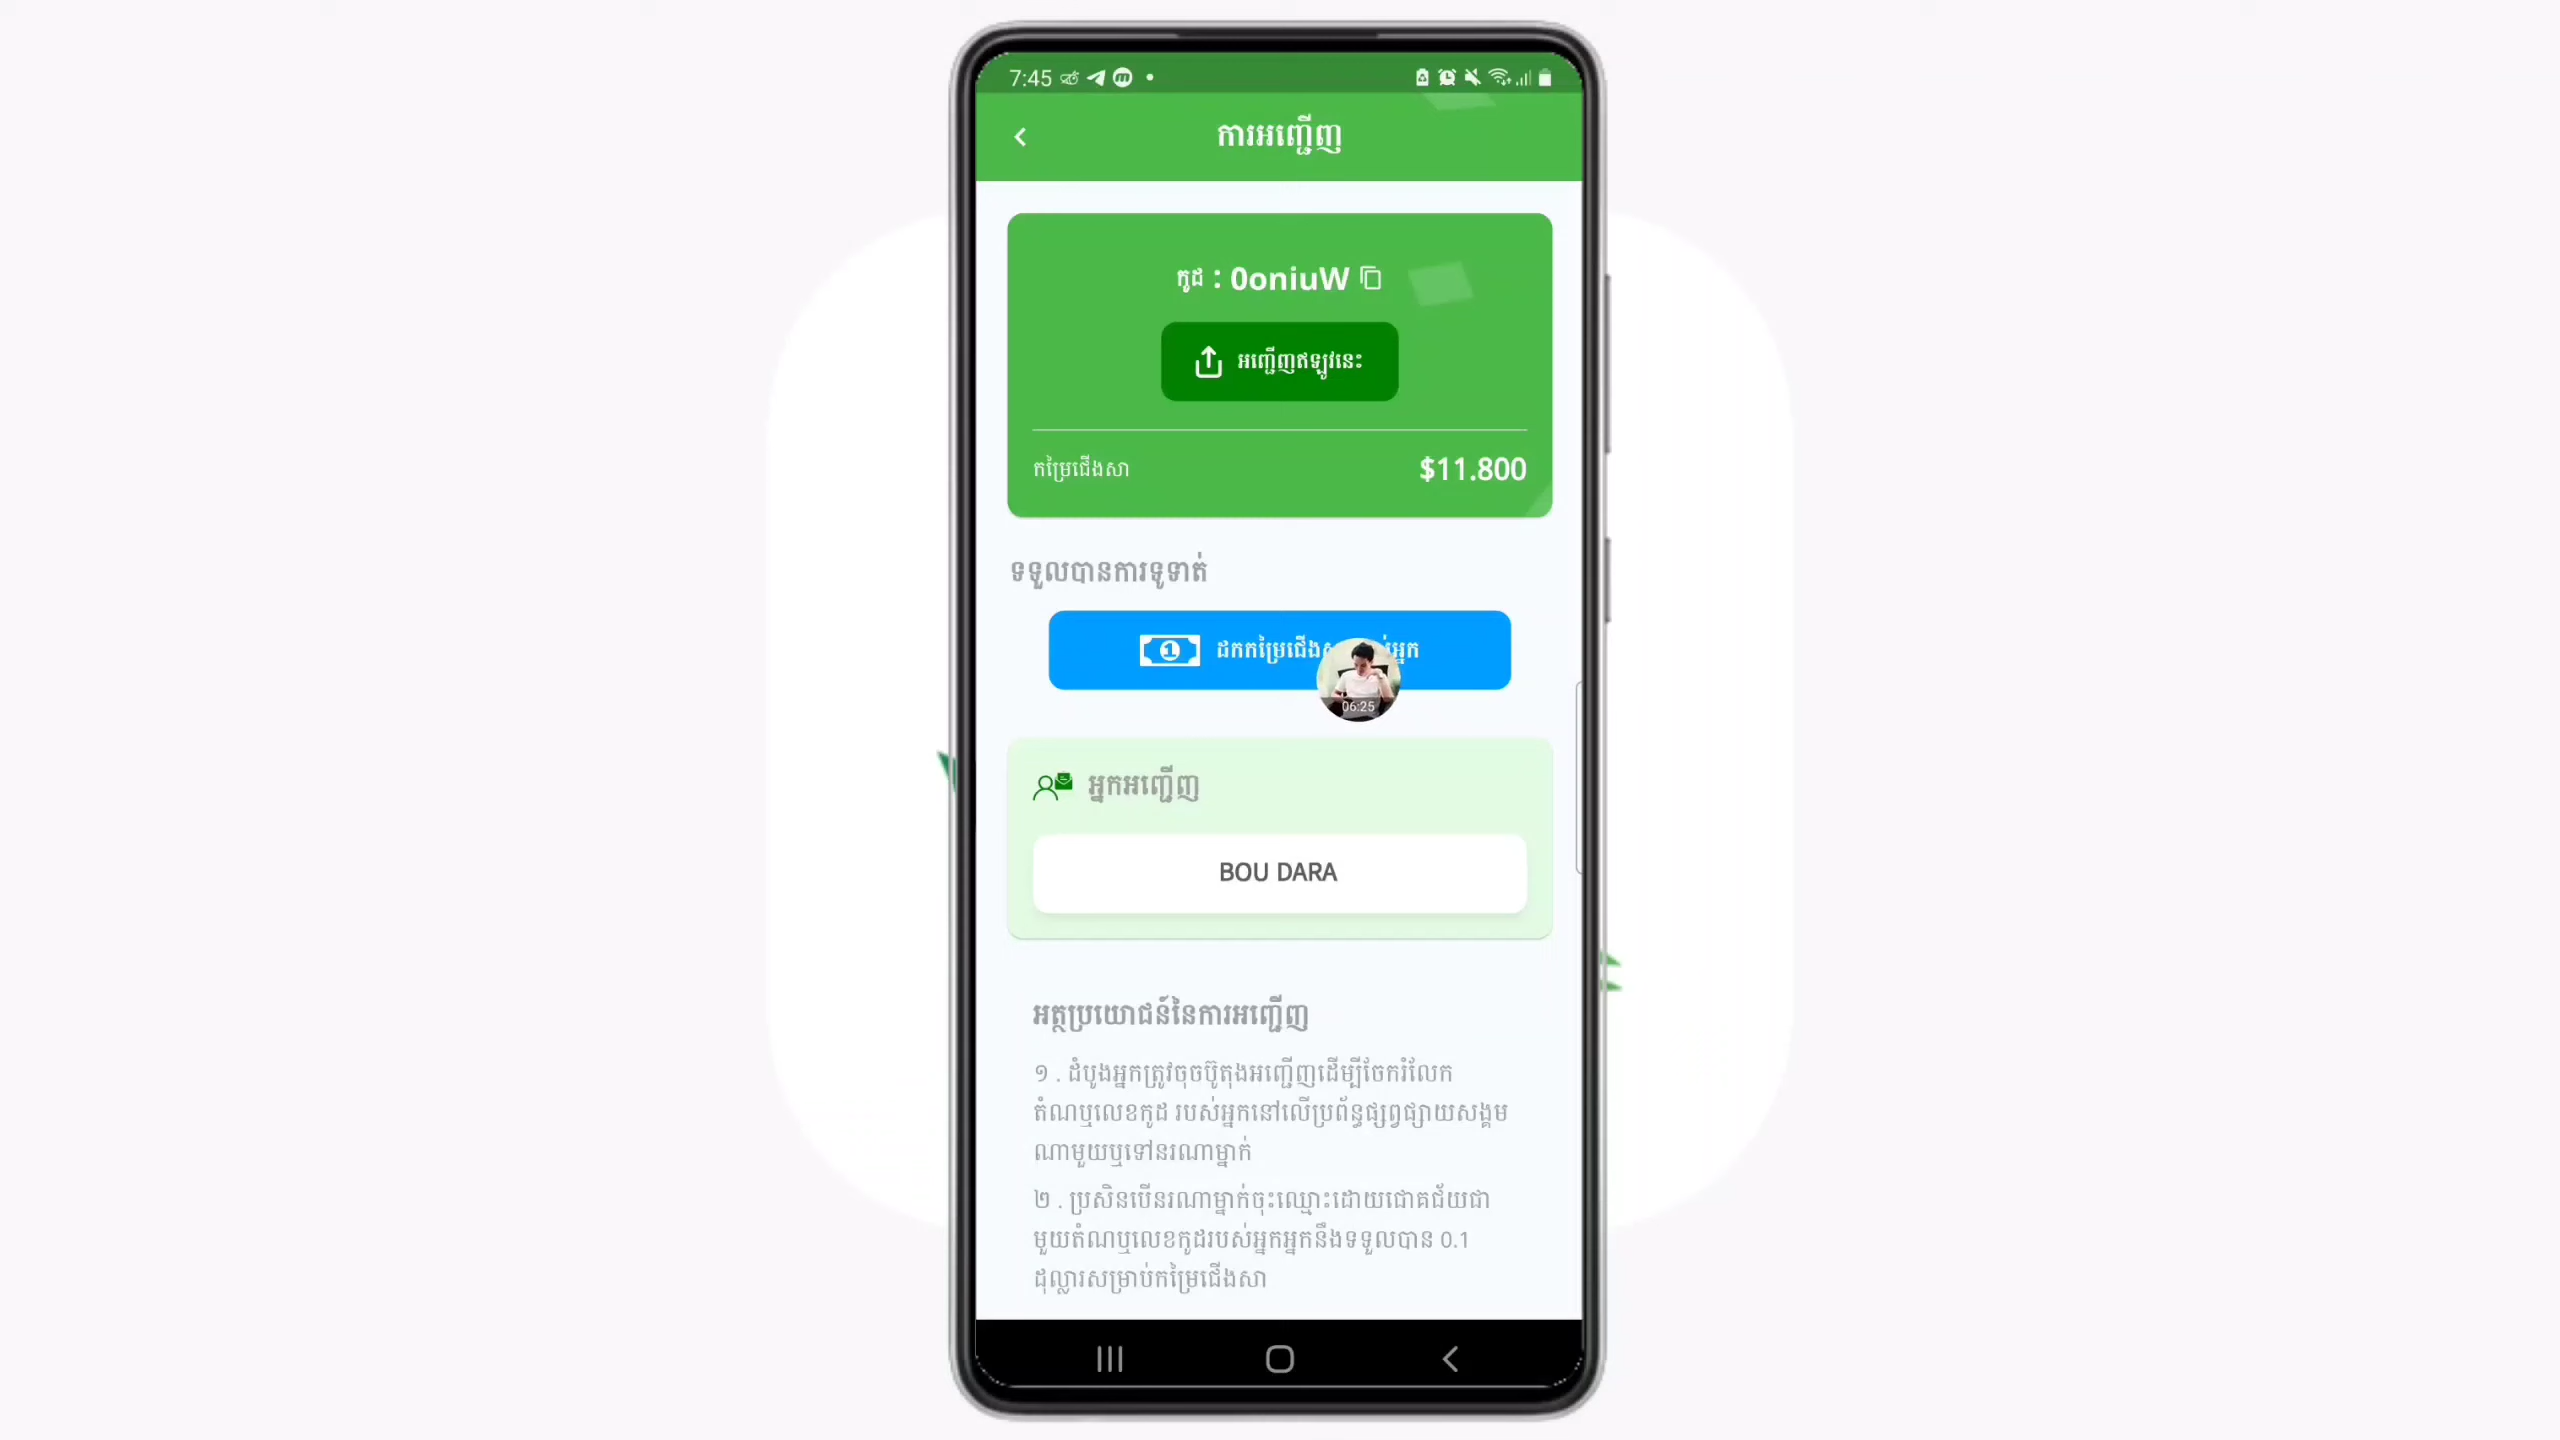 7:45
ការអញ្ជើញ
កូដ : 0oniuW
អញ្ជើញឥឡូវនេះ
កម្រៃជើងសា $11.800
ទទួលបានការទូទាត់
ដកកម្រៃជើង អ្នក
06:25
អ្នកអញ្ជើញ
BOU DARA
អត្ថប្រយោជន៍នៃការអញ្ជើញ
១ . ដំបូងអ្នកត្រូវចុចប៊ូតុងអញ្ជើញដើម្បីចែករំលែក
តំណឬលេខកូដ របស់អ្នកនៅលើប្រព័ន្ធផ្សព្វផ្សាយសង្គម
ណាមួយឬទៅនរណាម្នាក់
២ . ប្រសិនបើនរណាម្នាក់ចុះឈ្មោះដោយជោគជ័យជា
មួយតំណឬលេខកូដរបស់អ្នកអ្នកនឹងទទួលបាន 0.1
ដុល្លារសម្រាប់កម្រៃជើងសា